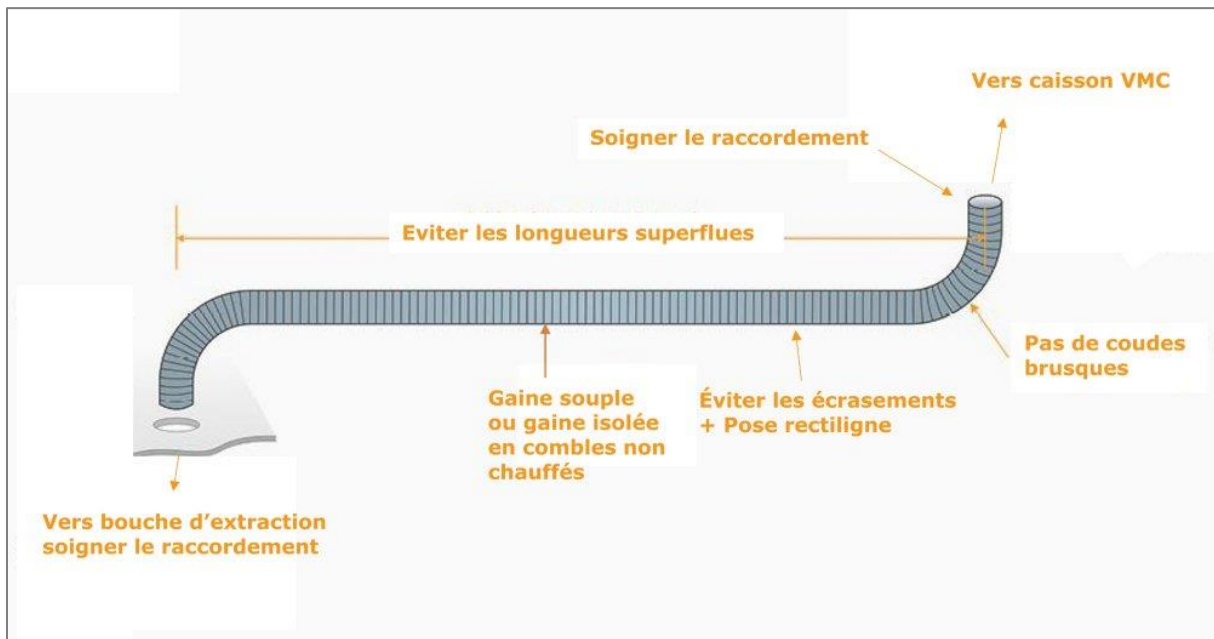 Vers caisson VMC
Soigner le raccordement
Eviter les longueurs superflues
Pas de coudes
brusques
Gaine souple
ou gaine isolée
en combles non
chauffés
Éviter les écrasements
+ Pose rectiligne
Vers bouche d’extraction
soigner le raccordement